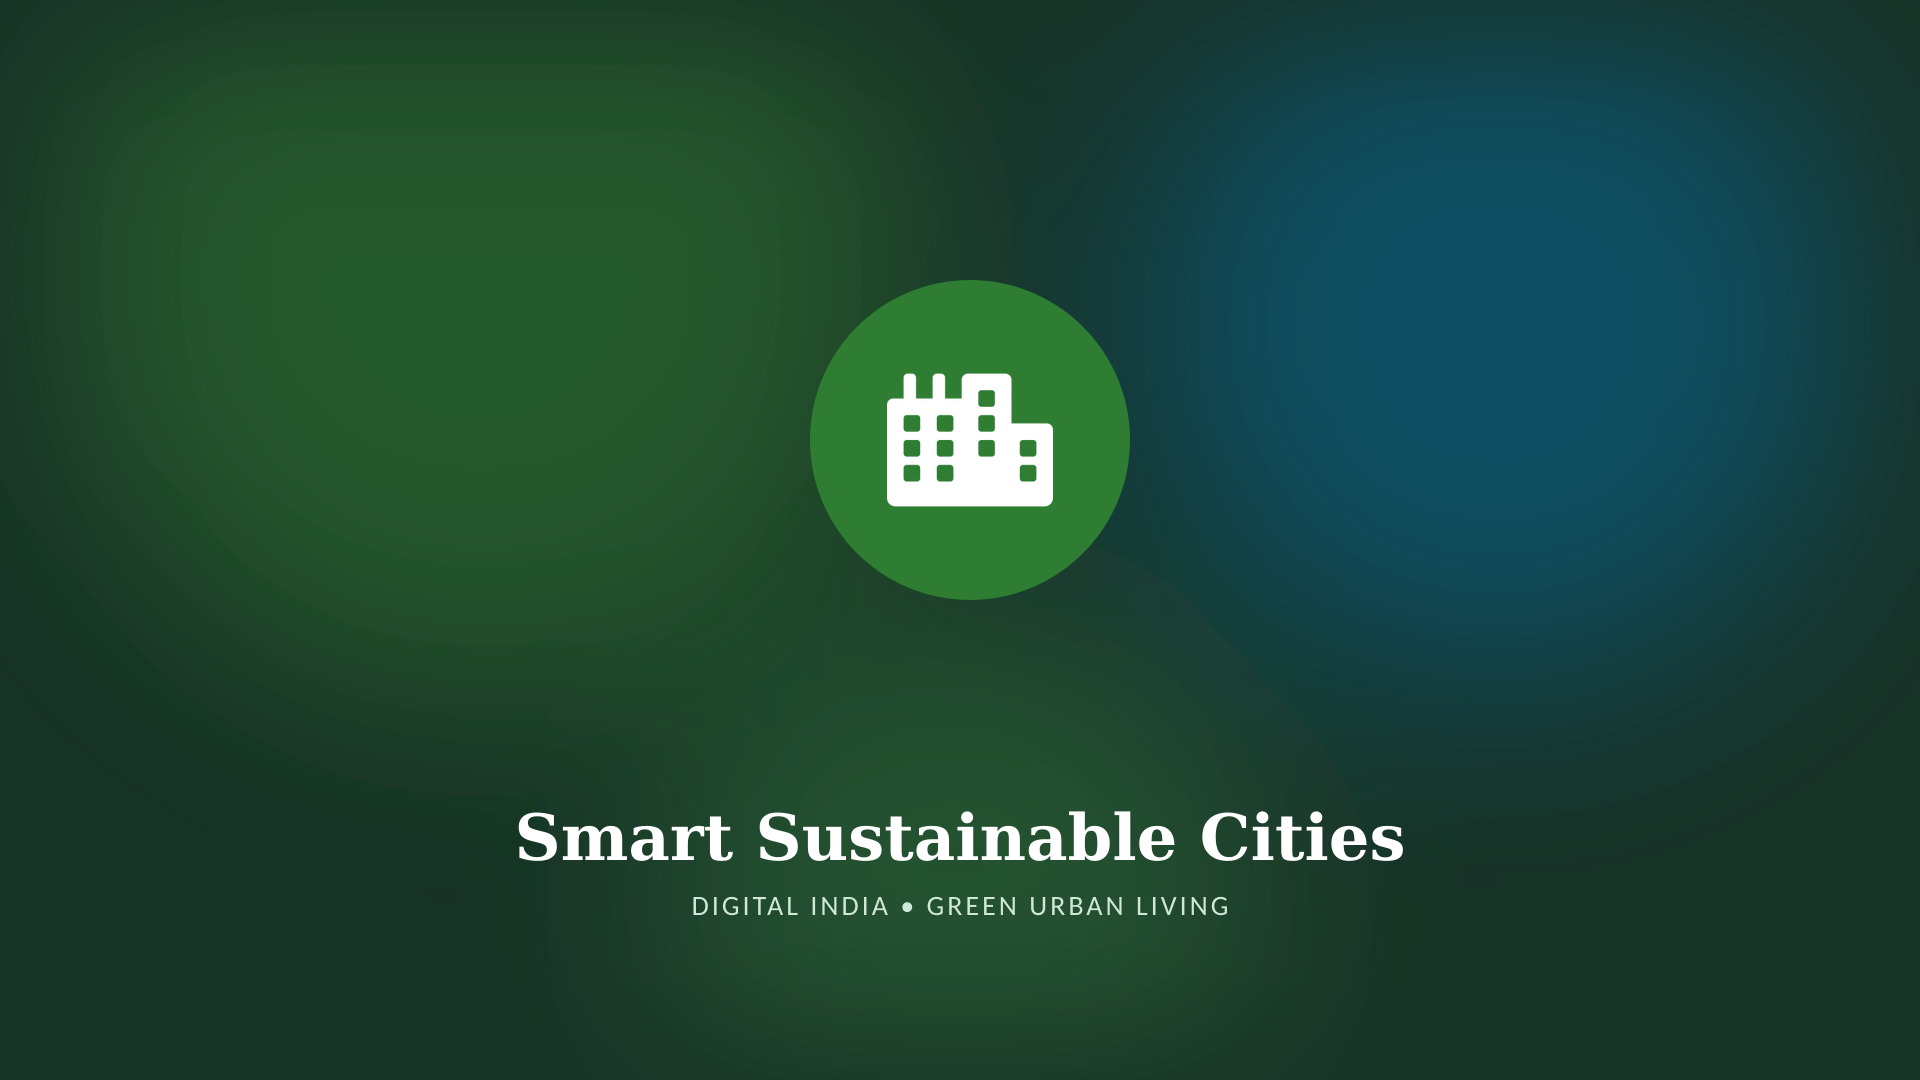 Smart Sustainable Cities
DIGITAL INDIA • GREEN URBAN LIVING